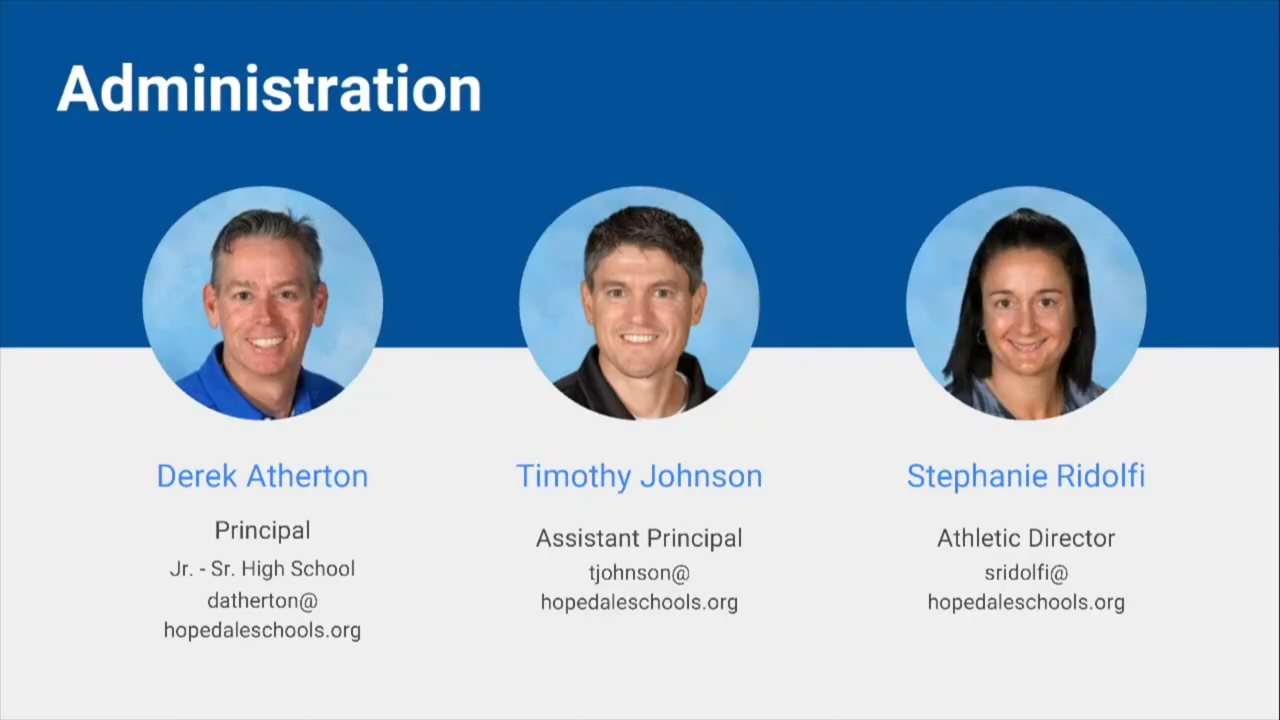 Administration
Derek Atherton
Principal
Jr. - Sr. High School
datherton@
hopedaleschools.org
Timothy Johnson
Assistant Principal
tjohnson@
hopedaleschools.org
Stephanie Ridolfi
Athletic Director
sridolfi@
hopedaleschools.org